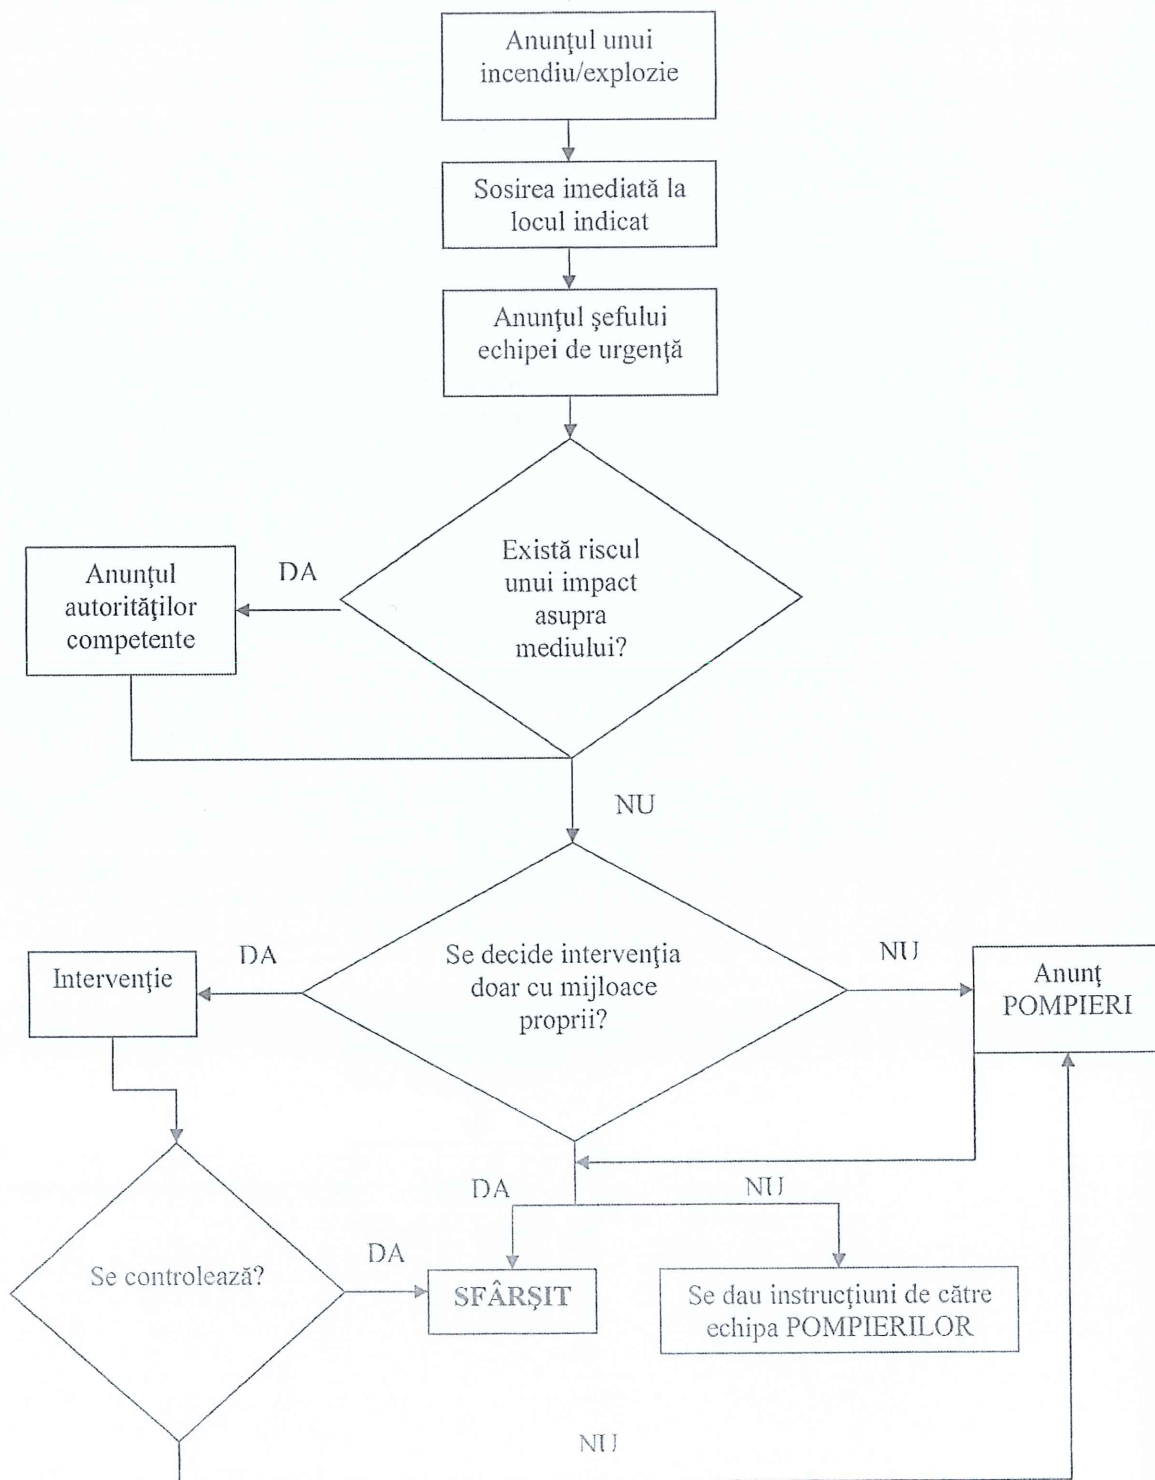 Anunţul unui
incendiu/explozie
Sosirea imediată la
locul indicat
Anunţul şefului
echipei de urgenţă
Există riscul
unui impact
asupra
mediului?
DA
Anunţul
autorităţilor
competente
NU
Se decide intervenţia
doar cu mijloace
proprii?
DA
Intervenţie
NU
Anunţ
POMPIERI
DA
NU
Se controlează?
DA
SFÂRŞIT
Se dau instrucţiuni de către
echipa POMPIERILOR
NU